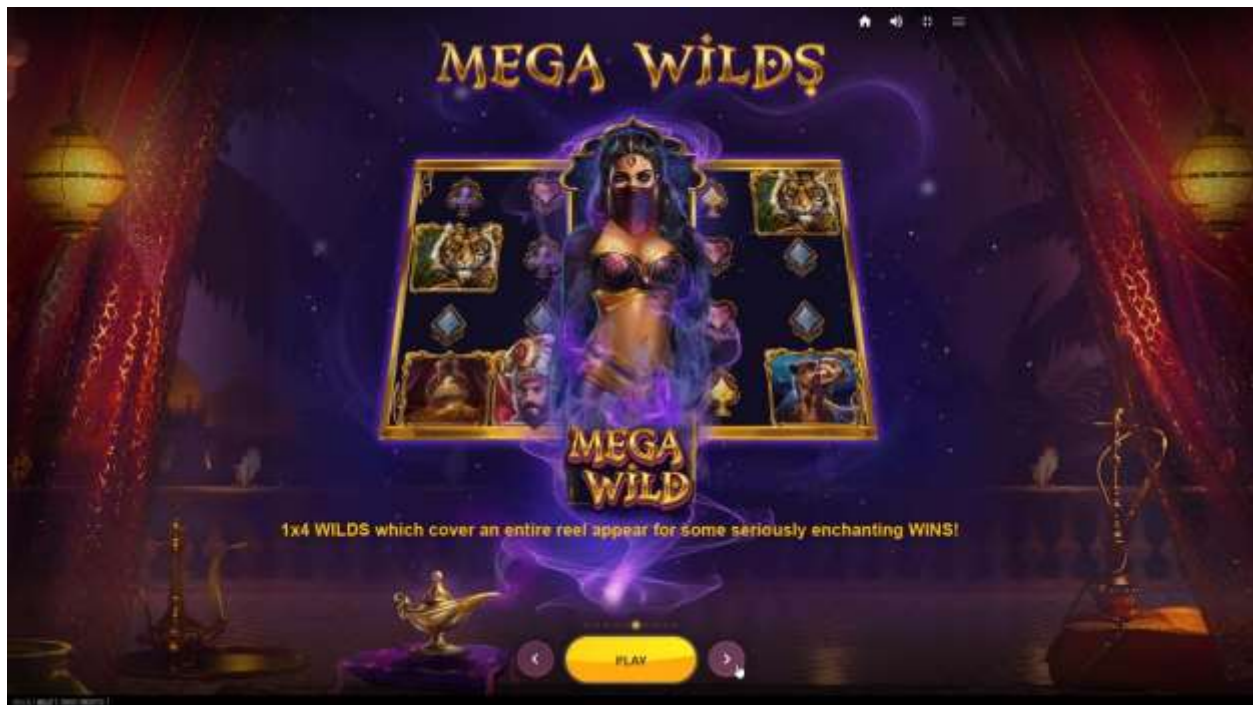 MEGA WiLDS
MEGA
WiLD
1x4 WILDS which cover an entire reel appear for some seriously enchanting WINS!
PLAY